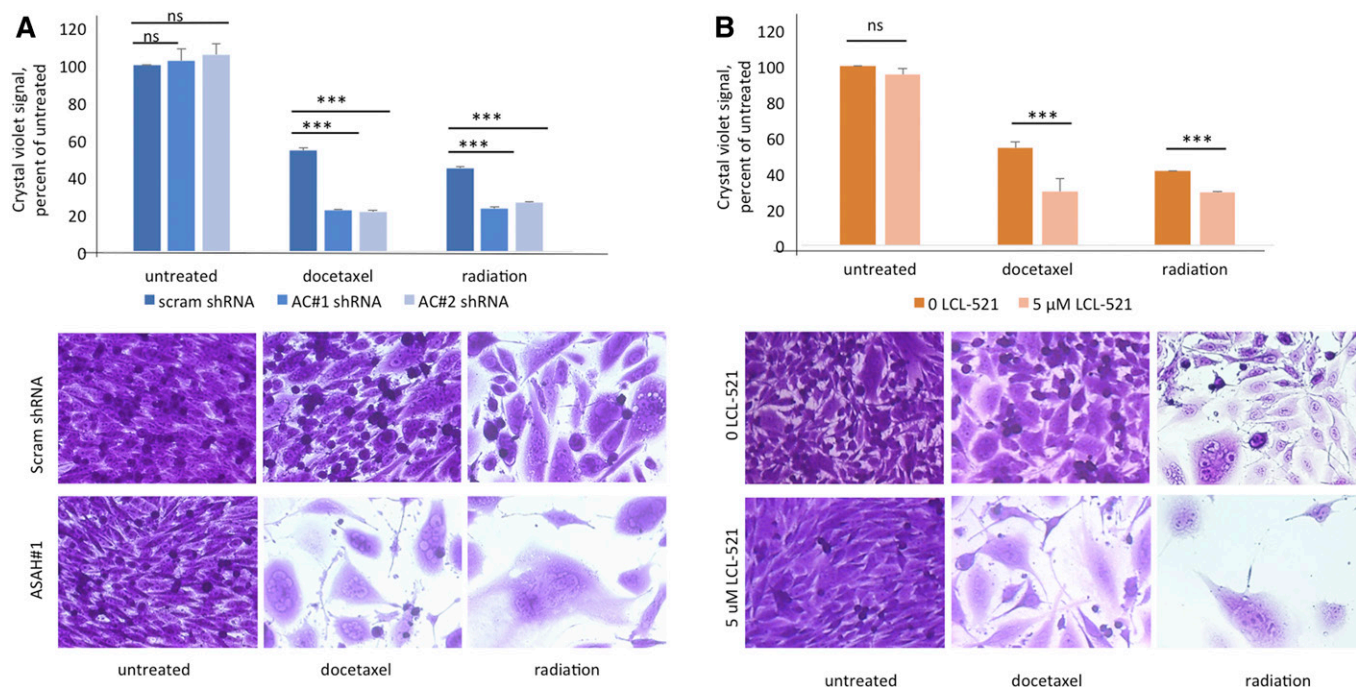 A
Crystal violet signal,
percent of untreated
120
100
80
60
40
20
0
ns
ns
***
***
***
***
untreated docetaxel radiation
scram shRNA AC#1 shRNA AC#2 shRNA
Scram shRNA
ASAH#1
untreated docetaxel radiation
B
Crystal violet signal,
percent of untreated
120
100
80
60
40
20
0
ns
***
***
untreated docetaxel radiation
0 LCL-521 5 µM LCL-521
0 LCL-521
5 uM LCL-521
untreated docetaxel radiation